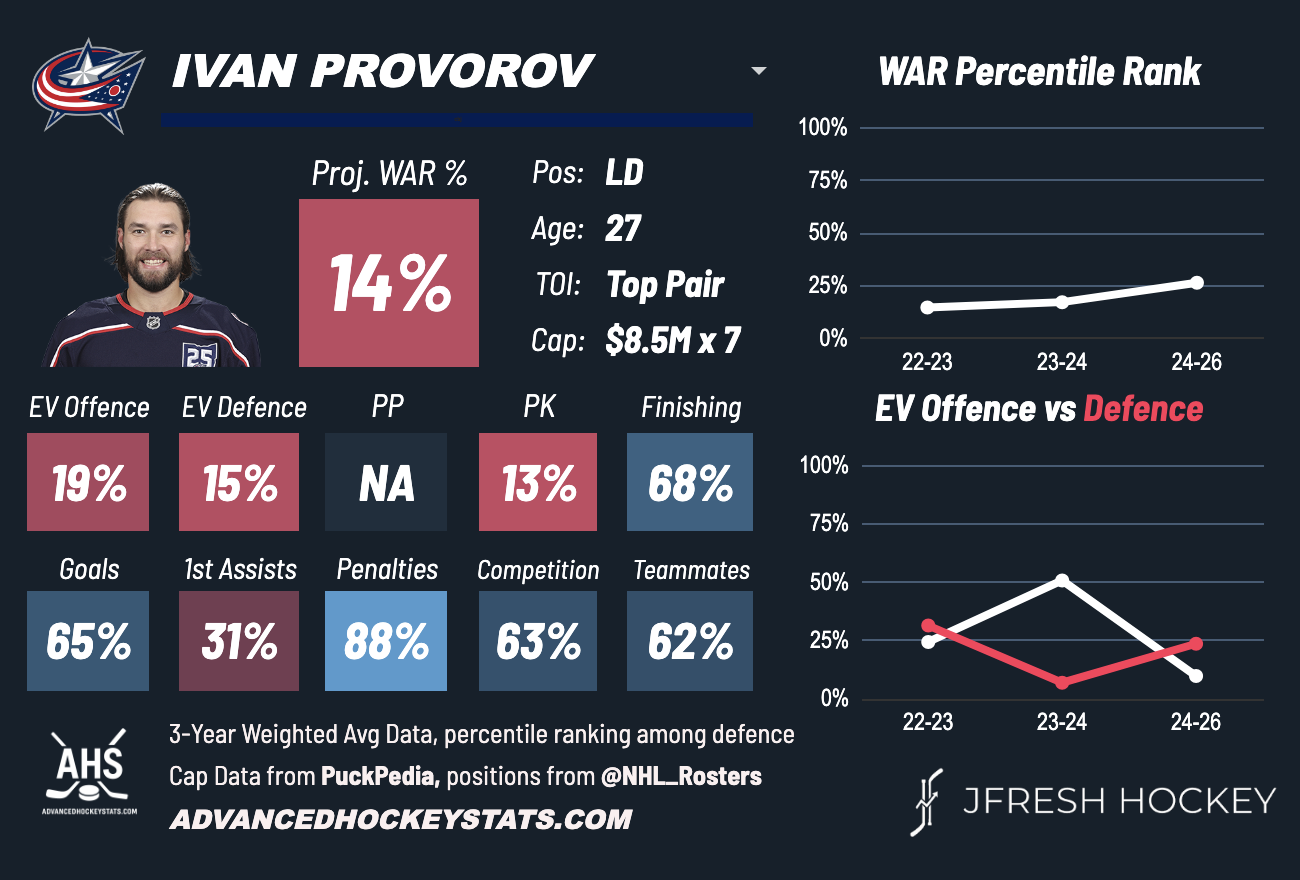 IVAN PROVOROV
Proj. WAR %
14%
Pos: LD
Age: 27
TOI: Top Pair
Cap: $8.5M x 7
25
EV Offence EV Defence PP PK Finishing
19% 15% NA 13% 68%
Goals 1st Assists Penalties Competition Teammates
65% 31% 88% 63% 62%
WAR Percentile Rank
100%
75%
50%
25%
0%
22-23 23-24 24-26
EV Offence vs Defence
100%
75%
50%
25%
0%
22-23 23-24 24-26
AHS
ADVANCEDHOCKEYSTATS.COM
3-Year Weighted Avg Data, percentile ranking among defence
Cap Data from PuckPedia, positions from @NHL_Rosters
ADVANCEDHOCKEYSTATS.COM
JFRESH HOCKEY